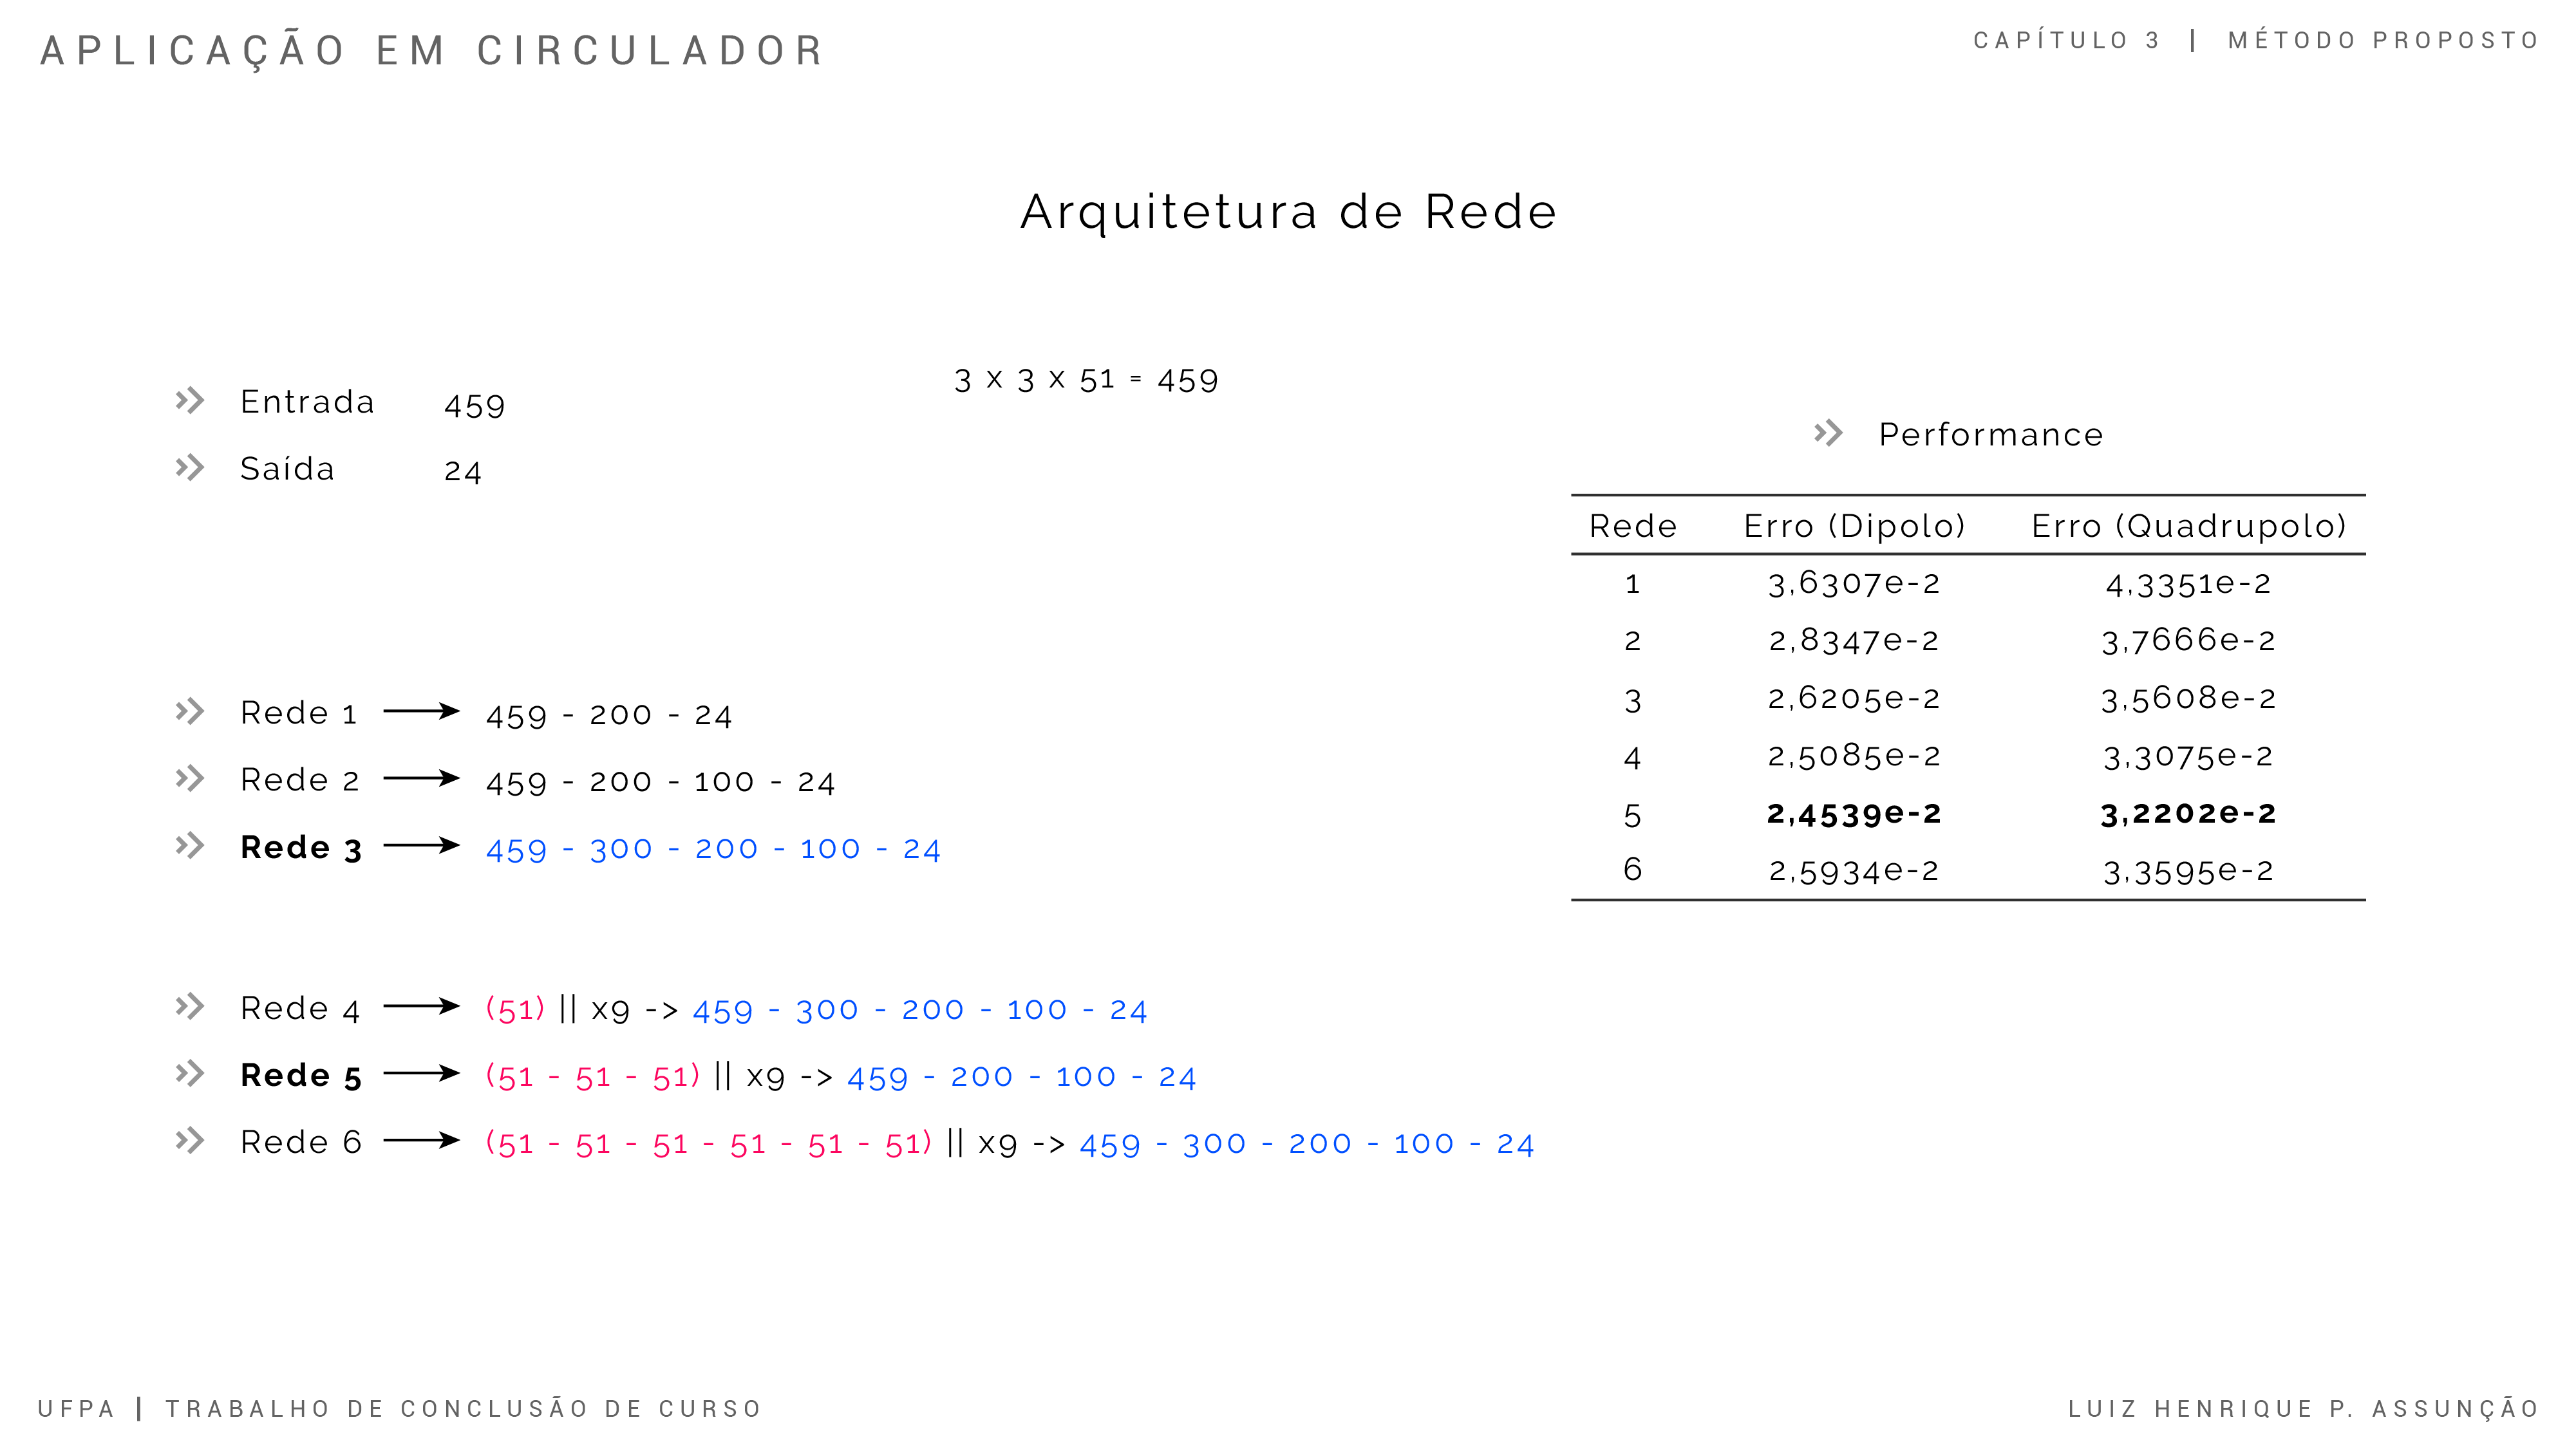 APLICAÇÃO EM CIRCULADOR
CAPÍTULO 3 | MÉTODO PROPOSTO
Arquitetura de Rede
3 x 3 x 51 = 459
Entrada 459
Saída 24
Rede 1 459 - 200 - 24
Rede 2 459 - 200 - 100 - 24
Rede 3 459 - 300 - 200 - 100 - 24
Rede 4 (51) || x9 -> 459 - 300 - 200 - 100 - 24
Rede 5 (51 - 51 - 51) || x9 -> 459 - 200 - 100 - 24
Rede 6 (51 - 51 - 51 - 51 - 51 - 51) || x9 -> 459 - 300 - 200 - 100 - 24
Performance
Rede Erro (Dipolo) Erro (Quadrupolo)
1 3,6307e-2 4,3351e-2
2 2,8347e-2 3,7666e-2
3 2,6205e-2 3,5608e-2
4 2,5085e-2 3,3075e-2
5 2,4539e-2 3,2202e-2
6 2,5934e-2 3,3595e-2
UFPA | TRABALHO DE CONCLUSÃO DE CURSO
LUIZ HENRIQUE P. ASSUNÇÃO